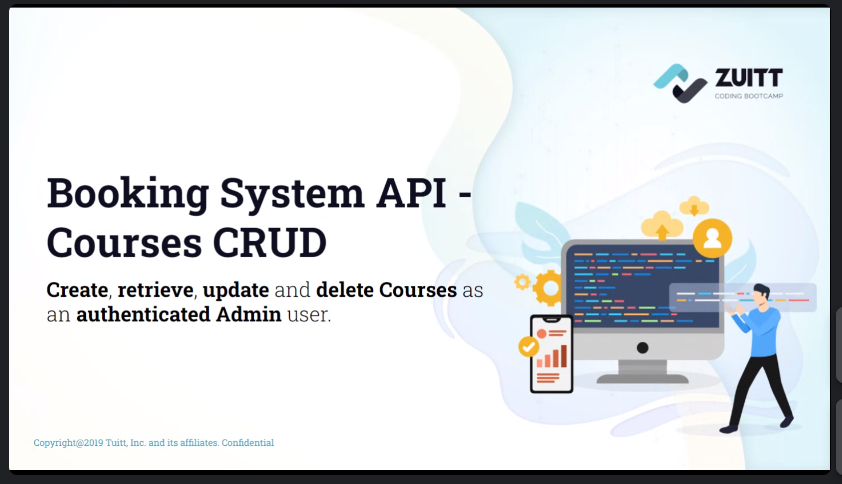 ZUITT
CODING BOOTCAMP
Booking System API -
Courses CRUD
Create, retrieve, update and delete Courses as
an authenticated Admin user.
Copyright@2019 Tuitt, Inc. and its affiliates. Confidential